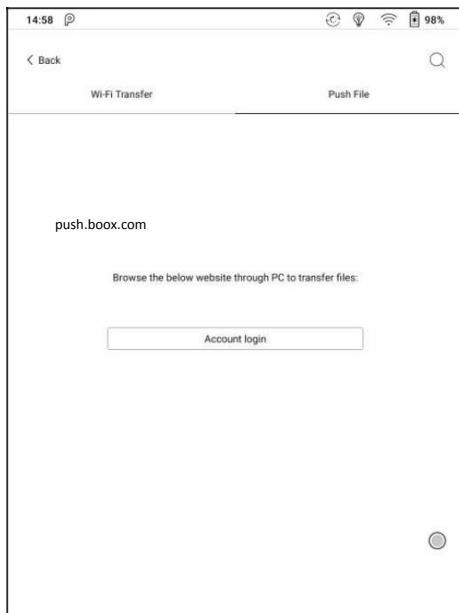 14:58 98%
Back
Wi-Fi Transfer Push File
push.boox.com
Browse the below website through PC to transfer files:
Account login